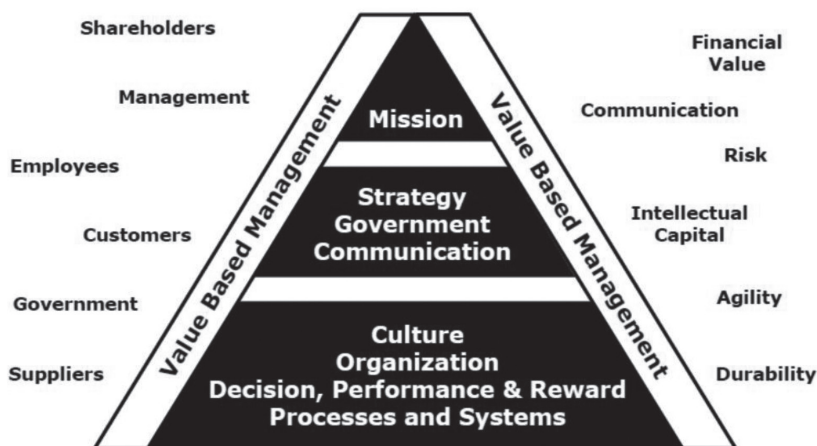 Shareholders
Management
Employees
Customers
Government
Suppliers
Value Based Management
Mission
Strategy
Government
Communication
Culture
Organization
Decision, Performance & Reward
Processes and Systems
Value Based Management
Financial
Value
Communication
Risk
Intellectual
Capital
Agility
Durability